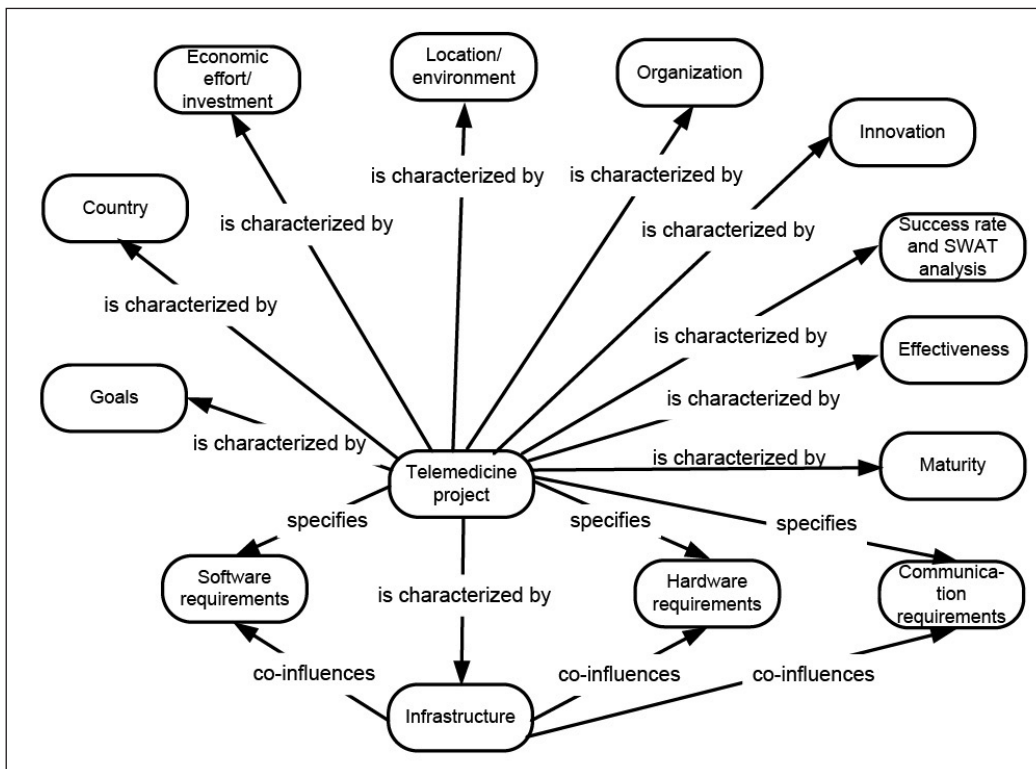 Economic
effort/
investment
Location/
environment
Organization
Innovation
is characterized by
is characterized by
Country
is characterized by
is characterized by
Success rate
and SWAT
analysis
is characterized by
is characterized by
Effectiveness
Goals
is characterized by
is characterized by
Telemedicine
project
is characterized by
Maturity
specifies
specifies
specifies
Software
requirements
is characterized by
Hardware
requirements
Communica-
tion
requirements
co-influences
co-influences
co-influences
Infrastructure